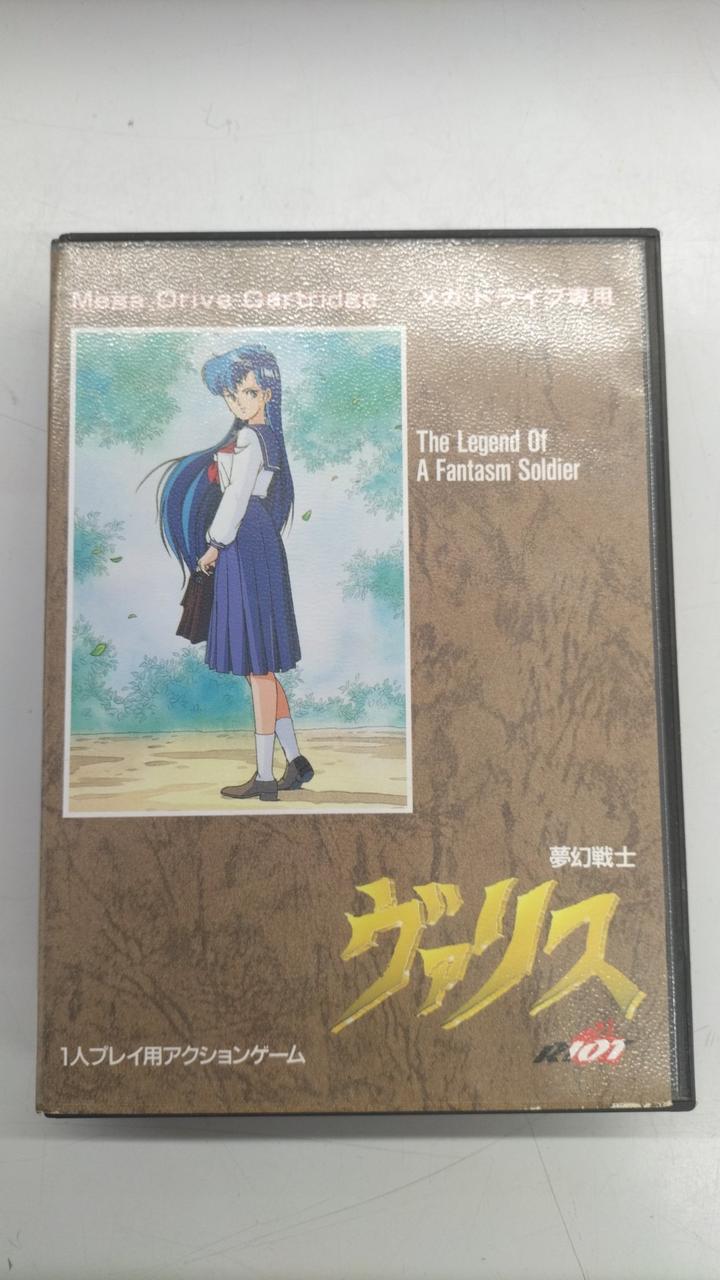 Mega Drive Cartridge メガドライブ専用
The Legend Of
A Fantasm Soldier
夢幻戦士
ヴァリス
RIOT
1人プレイ用アクションゲーム